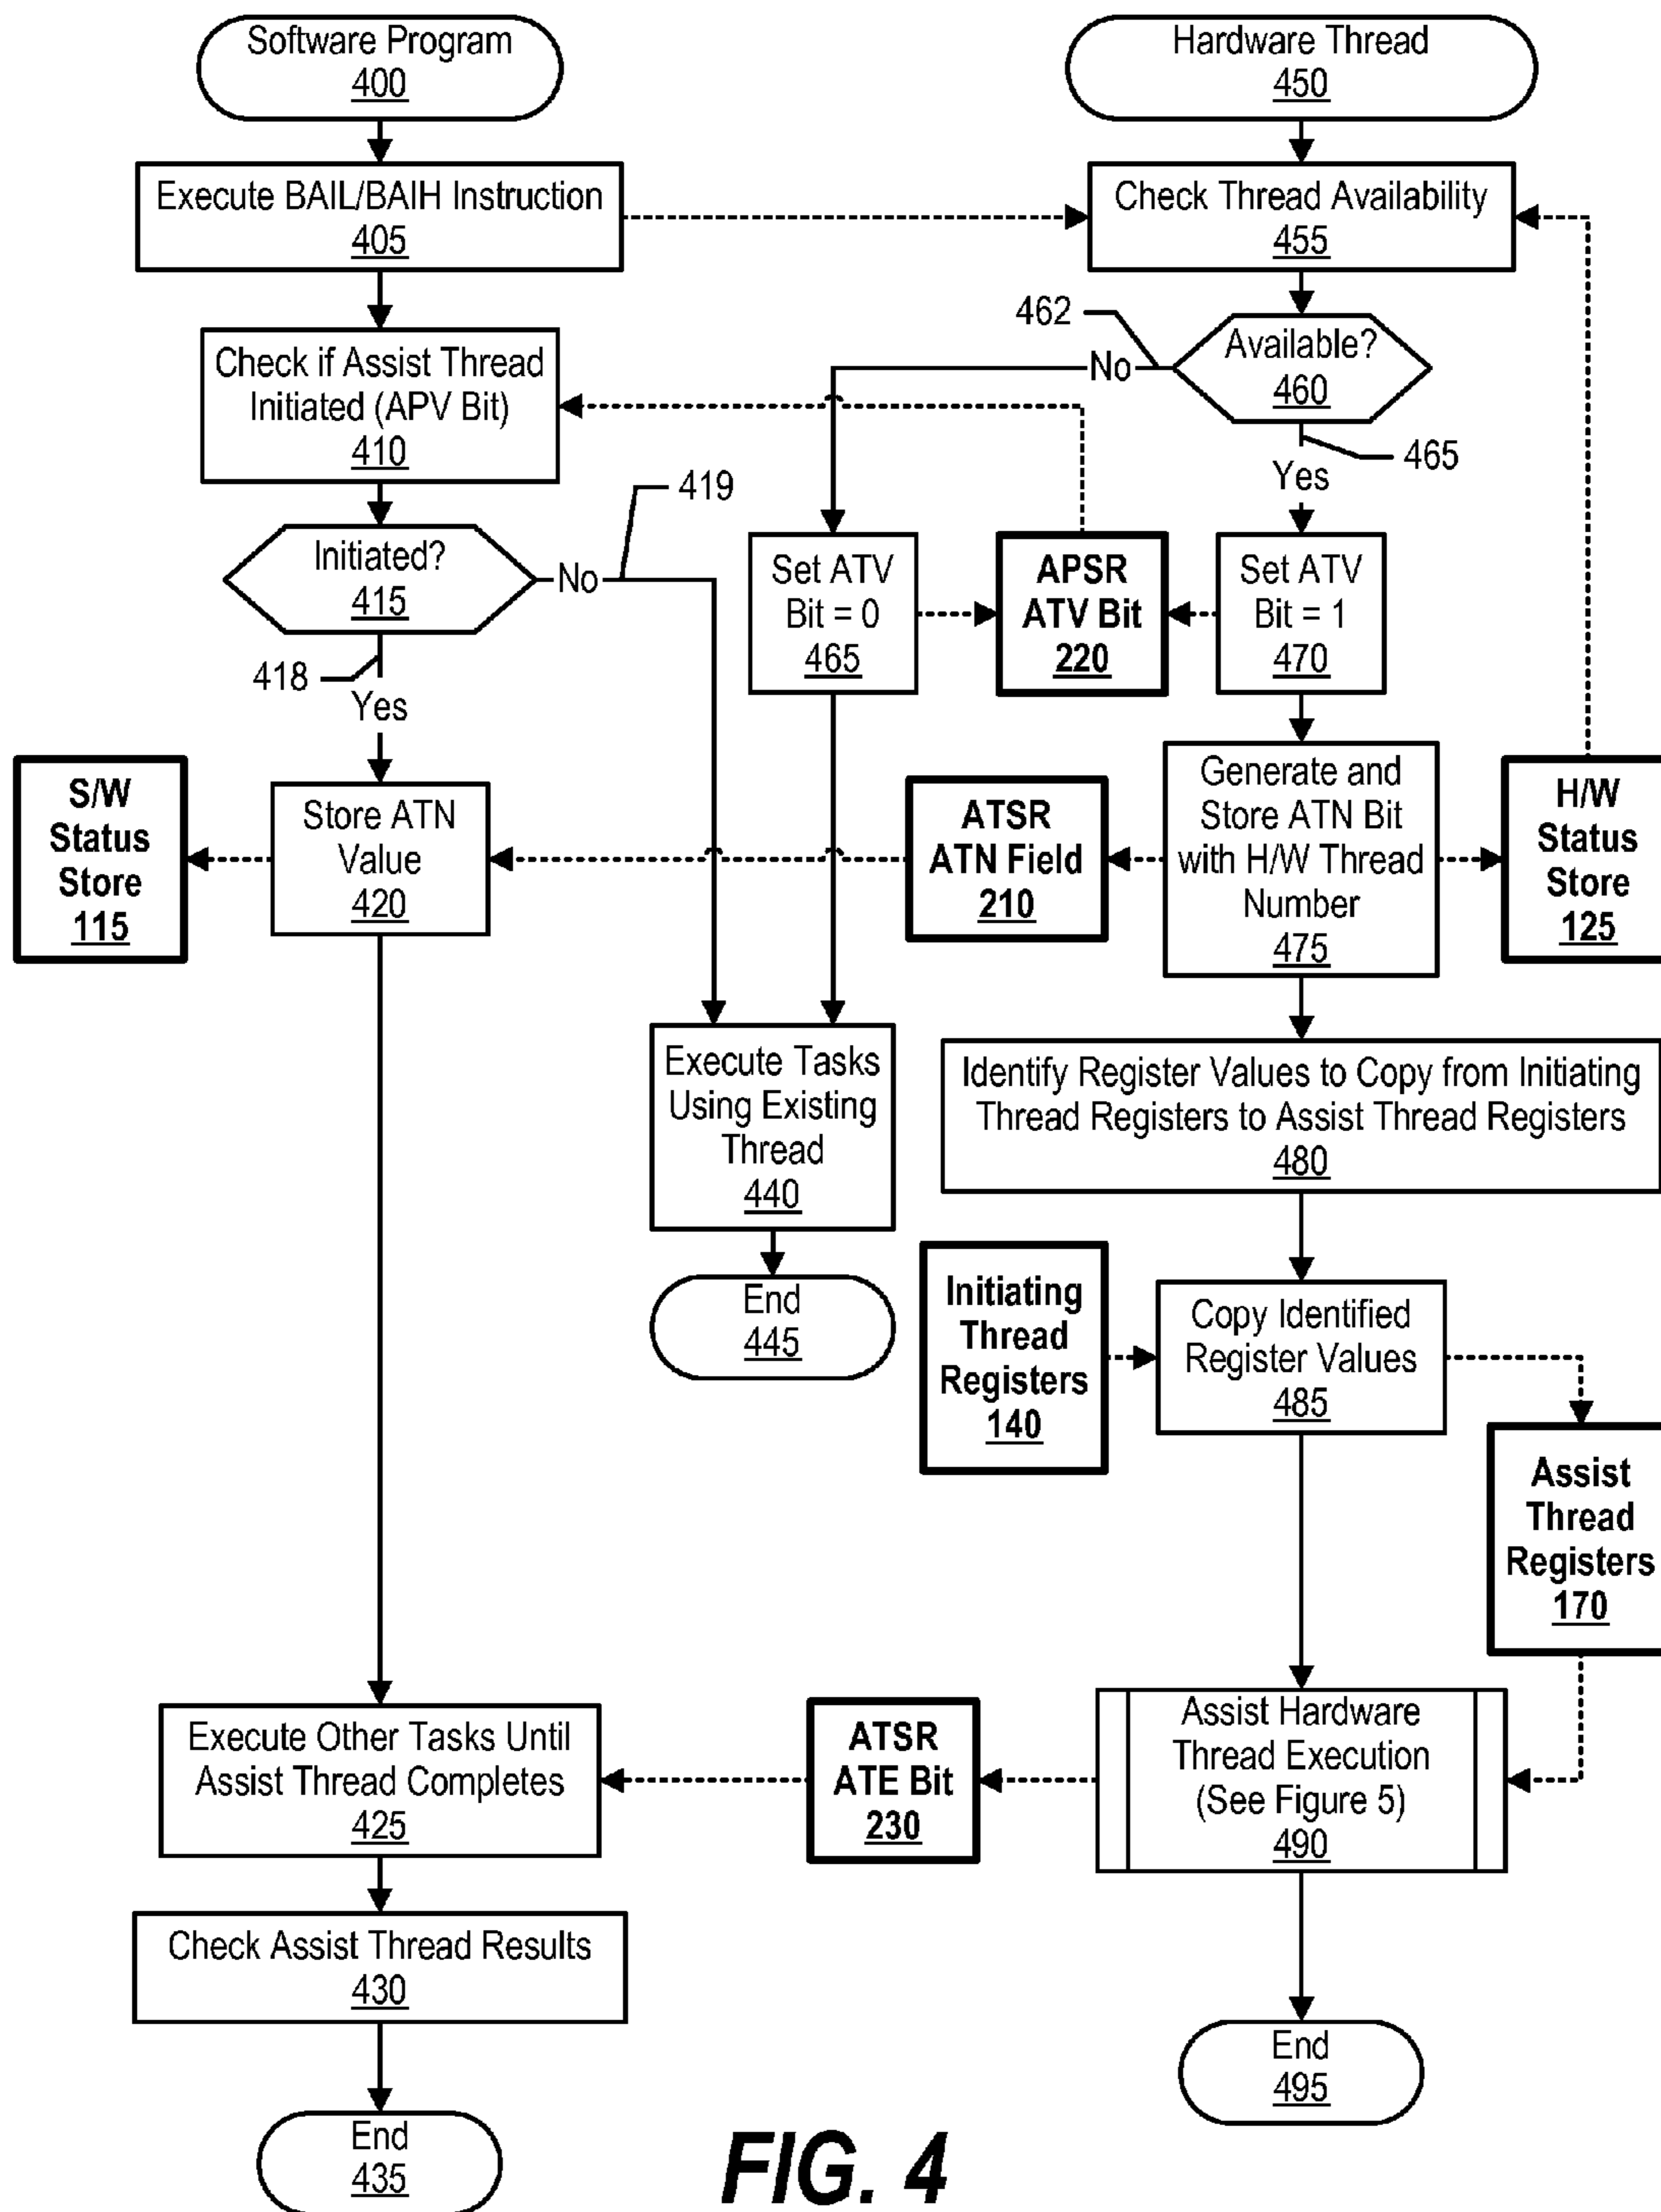 Software Program
400
Hardware Thread
450
Execute BAIL/BAIH Instruction
405
Check Thread Availability
455
462
Available?
460
No
465
Yes
Check if Assist Thread
Initiated (APV Bit)
410
419
Initiated?
415
No
418
Yes
Set ATV
Bit = 0
465
APSR
ATV Bit
220
Set ATV
Bit = 1
470
S/W
Status
Store
115
Store ATN
Value
420
ATSR
ATN Field
210
Generate and
Store ATN Bit
with H/W Thread
Number
475
H/W
Status
Store
125
Execute Tasks
Using Existing
Thread
440
End
445
Identify Register Values to Copy from Initiating
Thread Registers to Assist Thread Registers
480
Initiating
Thread
Registers
140
Copy Identified
Register Values
485
Assist
Thread
Registers
170
Execute Other Tasks Until
Assist Thread Completes
425
ATSR
ATE Bit
230
Assist Hardware
Thread Execution
(See Figure 5)
490
Check Assist Thread Results
430
End
495
End
435
FIG. 4